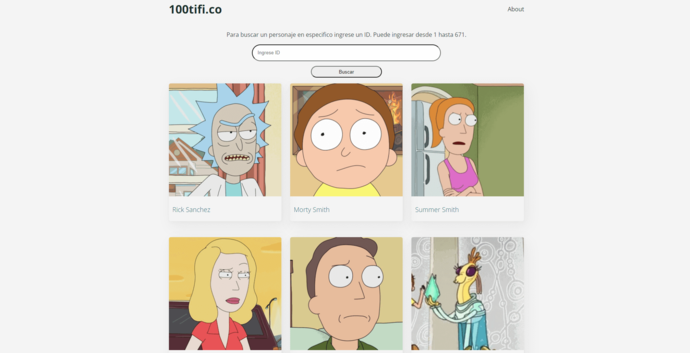 100tifi.co
About
Para buscar un personaje en específico ingrese un ID. Puede ingresar desde 1 hasta 671.
Ingrese ID
Buscar
Rick Sanchez
Morty Smith
Summer Smith